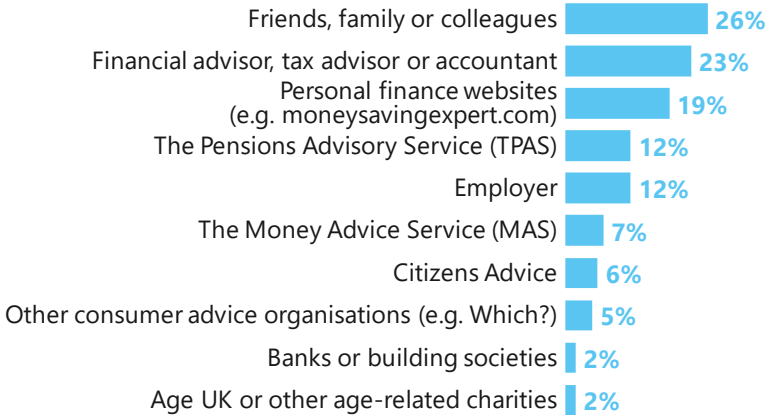 Friends, family or colleagues 26%
Financial advisor, tax advisor or accountant 23%
Personal finance websites
(e.g. moneysavingexpert.com) 19%
The Pensions Advisory Service (TPAS) 12%
Employer 12%
The Money Advice Service (MAS) 7%
Citizens Advice 6%
Other consumer advice organisations (e.g. Which?) 5%
Banks or building societies 2%
Age UK or other age-related charities 2%